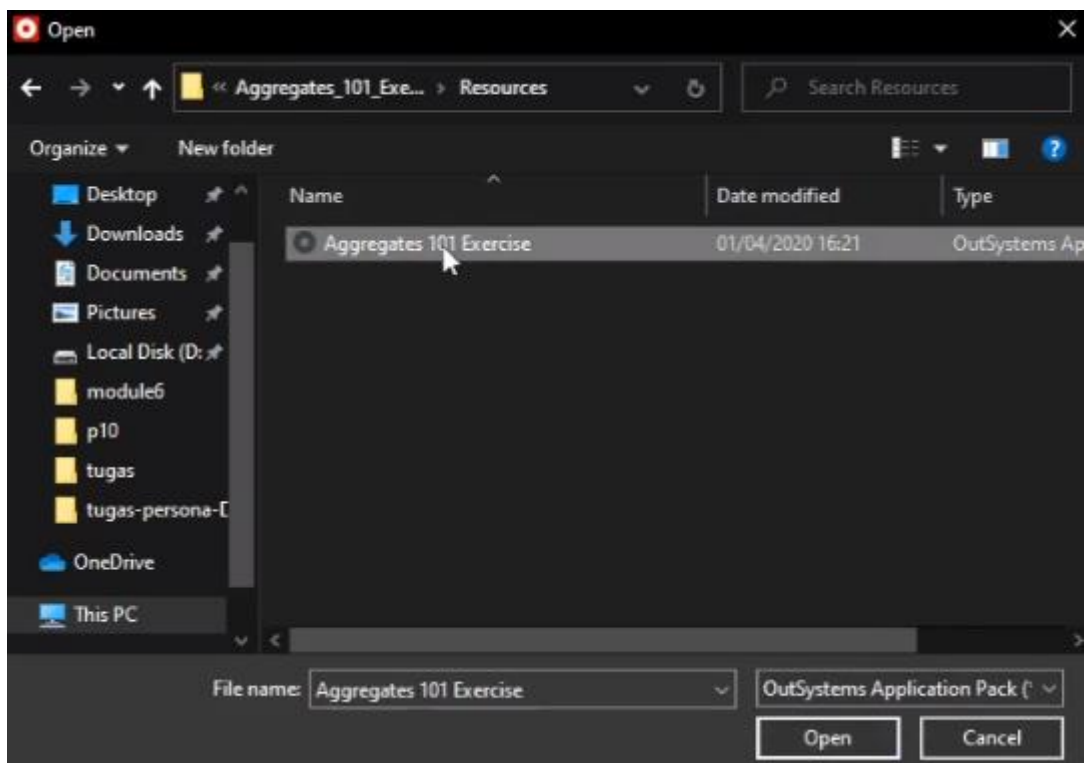 Open
« Aggregates_101_Exe... › Resources
Search Resources
Organize
New folder
Name
Date modified
Type
Aggregates 101 Exercise
01/04/2020 16:21
OutSystems Ap
Desktop
Downloads
Documents
Pictures
Local Disk (D:
module6
p10
tugas
tugas-persona-D
OneDrive
This PC
File name:
Aggregates 101 Exercise
OutSystems Application Pack (*
Open
Cancel